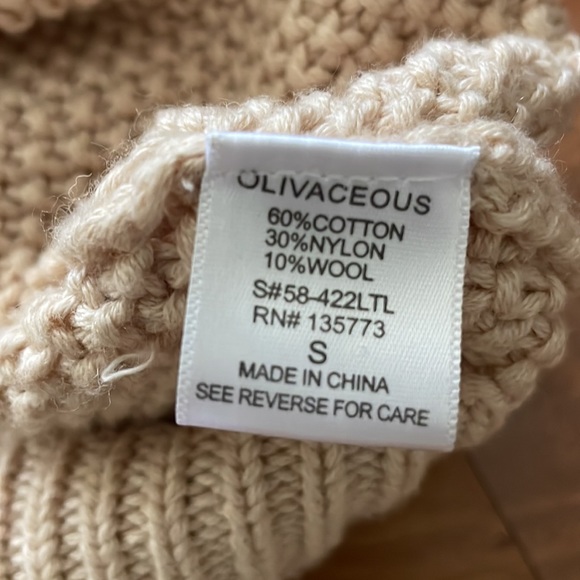 OLIVACEOUS
60%COTTON
30%NYLON
10%WOOL
S#58-422LTL
RN# 135773
S
MADE IN CHINA
SEE REVERSE FOR CARE